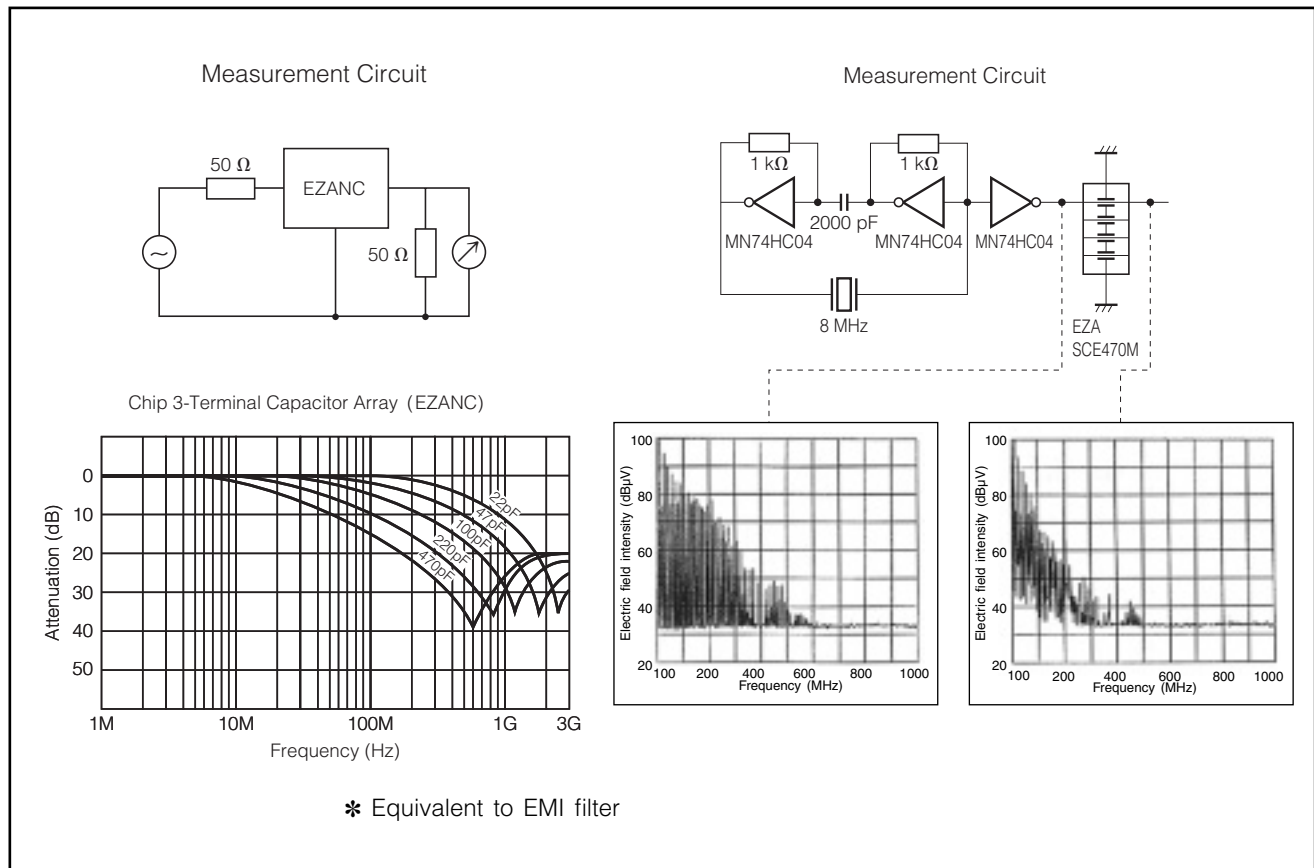 Measurement Circuit
50 Ω
EZANC
50 Ω
~
Chip 3-Terminal Capacitor Array (EZANC)
Attenuation (dB)
0
10
20
30
40
50
22pF
47pF
100pF
220pF
470pF
1M
10M
100M
1G
3G
Frequency (Hz)
Measurement Circuit
1 kΩ
1 kΩ
2000 pF
MN74HC04
MN74HC04
MN74HC04
8 MHz
EZA
SCE470M
Electric field intensity (dBµV)
100
80
60
40
20
100
200
400
600
800
1000
Frequency (MHz)
Electric field intensity (dBµV)
100
80
60
40
20
100
200
400
600
800
1000
Frequency (MHz)
✻ Equivalent to EMI filter